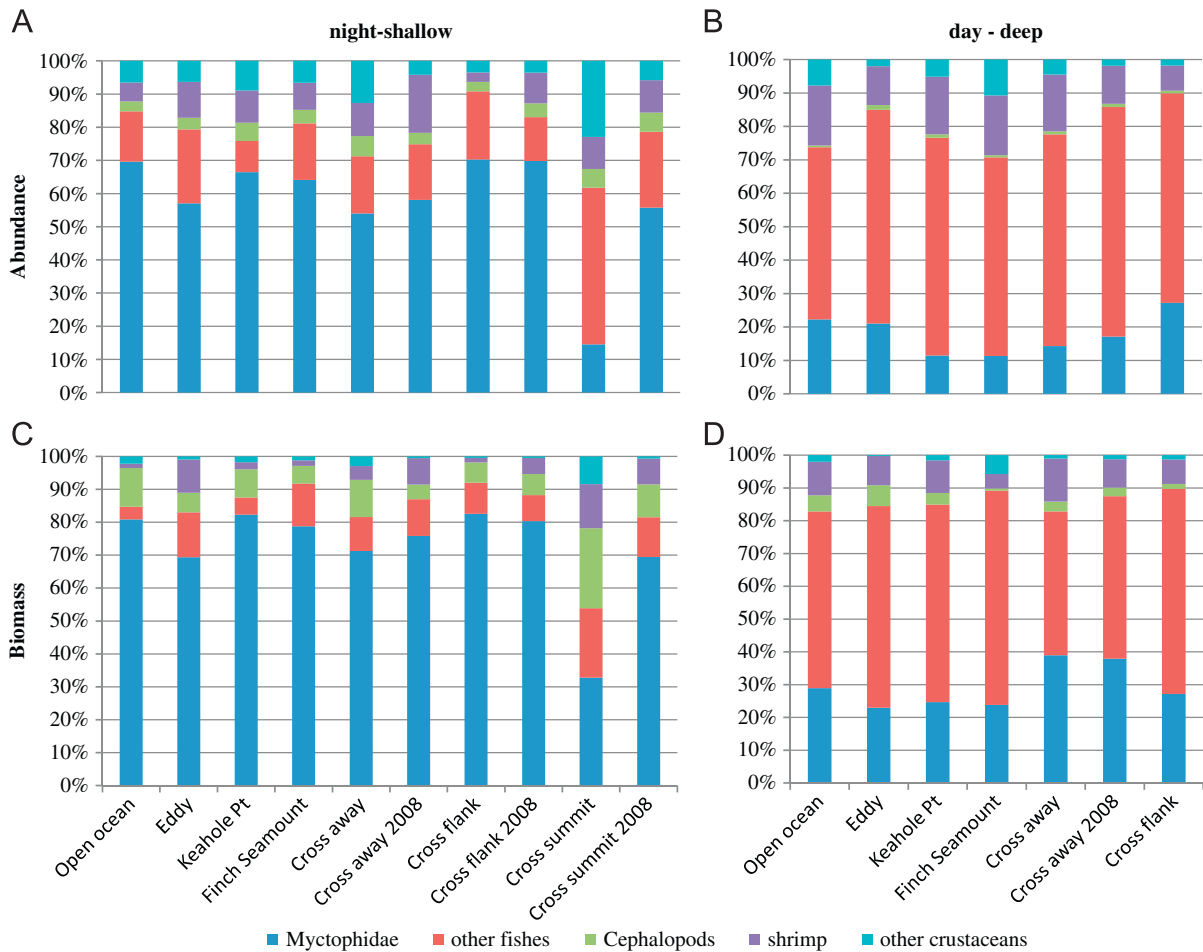 A
night-shallow
100%
90%
80%
70%
60%
50%
40%
30%
20%
10%
0%
Abundance
B
day - deep
100%
90%
80%
70%
60%
50%
40%
30%
20%
10%
0%
C
100%
90%
80%
70%
60%
50%
40%
30%
20%
10%
0%
Biomass
Open ocean
Eddy
Keahole Pt
Finch Seamount
Cross away
Cross away 2008
Cross flank
Cross flank 2008
Cross summit
Cross summit 2008
D
100%
90%
80%
70%
60%
50%
40%
30%
20%
10%
0%
Open ocean
Eddy
Keahole Pt
Finch Seamount
Cross away
Cross away 2008
Cross flank
Myctophidae other fishes Cephalopods shrimp other crustaceans